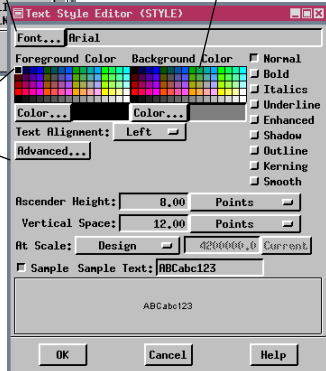 Text Style Editor (STYLE)
Font... Arial
Foreground Color Background Color
Normal
Bold
Italics
Underline
Enhanced
Shadow
Outline
Kerning
Smooth
Color... Color...
Text Alignment: Left
Advanced...
Ascender Height: 8.00 Points
Vertical Space: 12.00 Points
At Scale: Design 4200000.0 Current
Sample Sample Text: ABCabc123
ABCabc123
OK Cancel Help